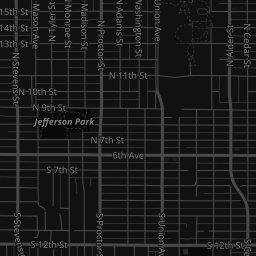 15th St
14th St
13th St
Mason Ave
N Tyler St
N Monroe St
Madison St
N Proctor St
N Adams St
Washington St
Union Ave
N Alder St
N Cedar St
N Stevens St
N 11th St
N 10th St
N 9th St
Jefferson Park
N 7th St
6th Ave
S 7th St
S Stevens
S Proctor
S Union Av
S 12th St
S 12th St